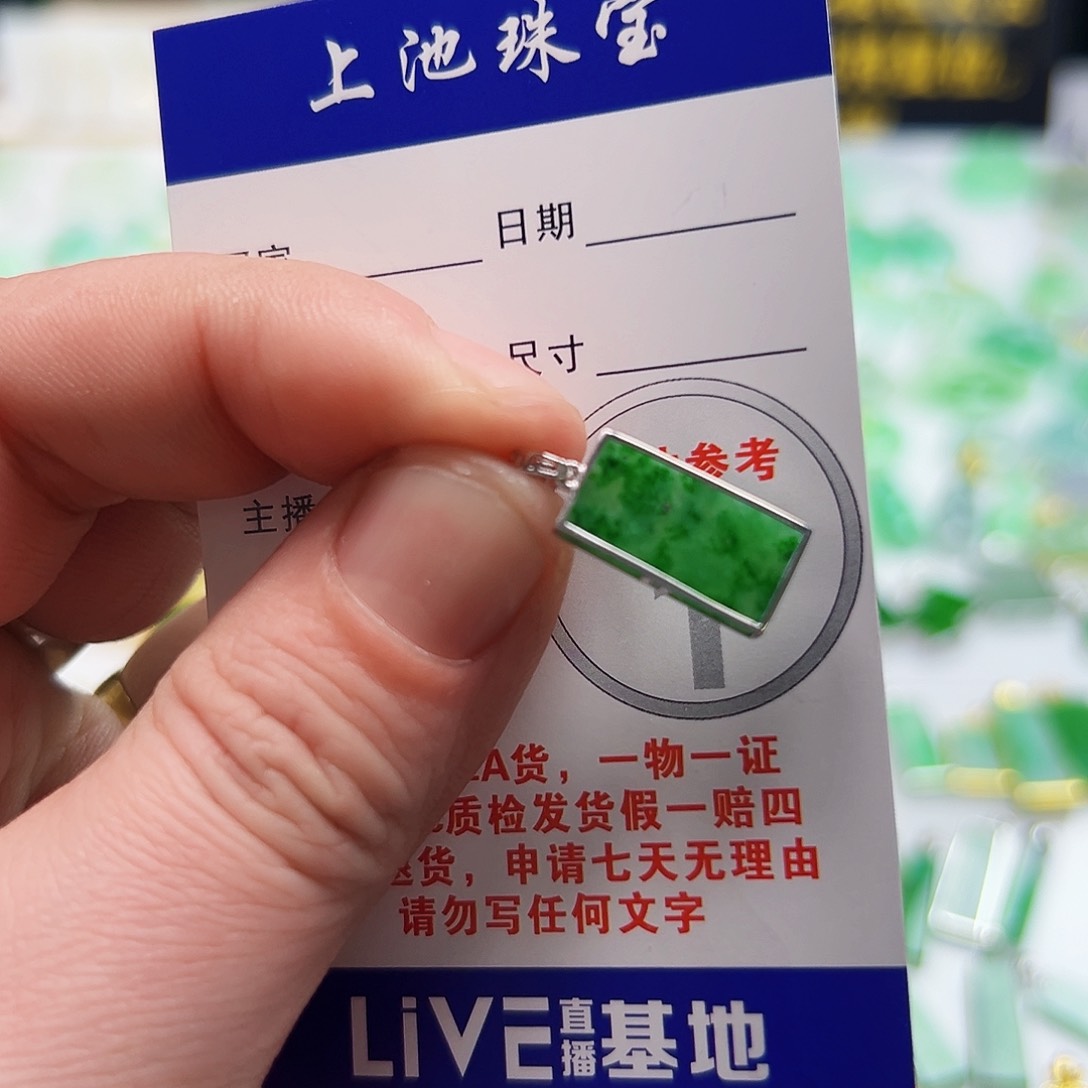 上池珠宝
日期
尺寸
参考
主播
A货，一物一证
质检发货假一赔四
退货，申请七天无理由
请勿写任何文字
LiVE直播基地